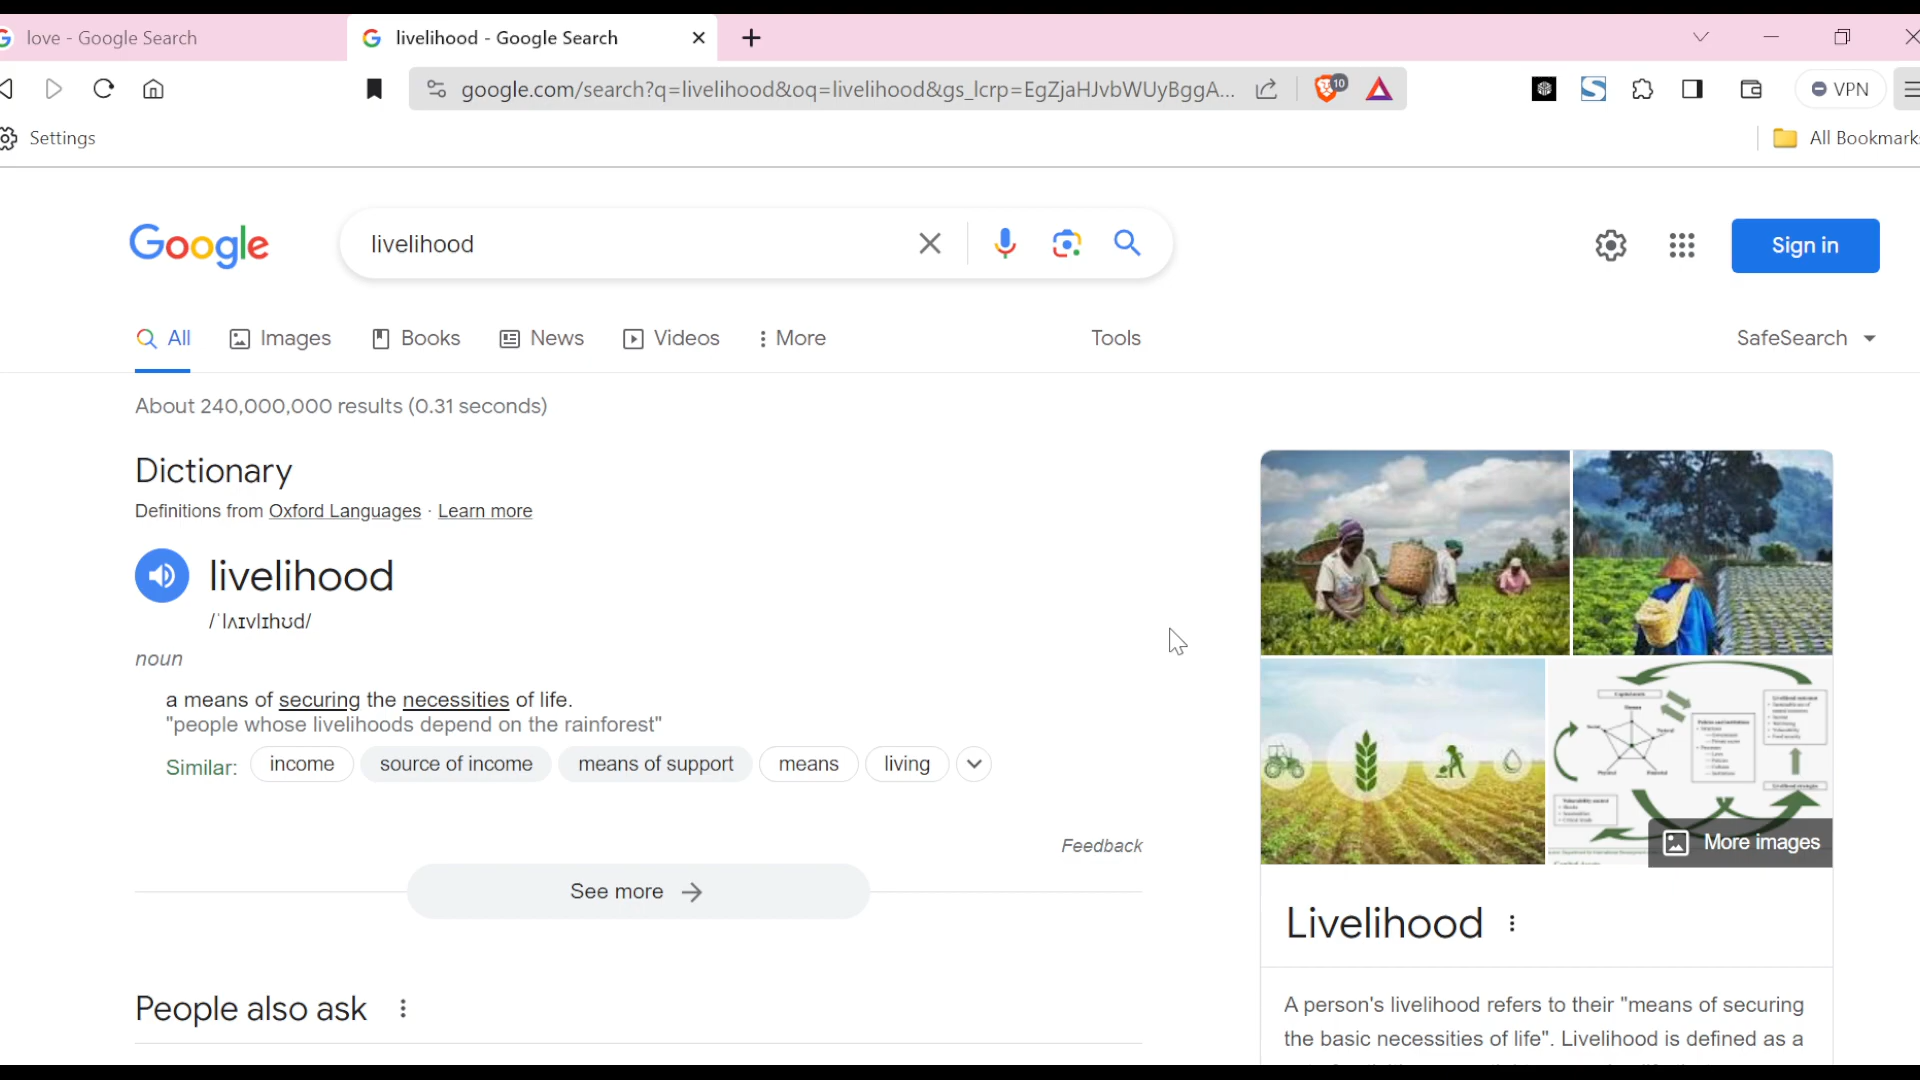 love - Google Search
livelihood - Google Search
google.com/search?q=livelihood&oq=livelihood&gs_lcrp=EgZjaHJvbWUyBggA...
10
VPN
Settings
All Bookmarks
Google
livelihood
Sign in
All
Images
Books
News
Videos
More
Tools
SafeSearch
About 240,000,000 results (0.31 seconds)
Dictionary
Definitions from Oxford Languages · Learn more
livelihood
/ˈlʌɪvlɪhʊd/
noun
a means of securing the necessities of life.
"people whose livelihoods depend on the rainforest"
Similar:
income
source of income
means of support
means
living
Feedback
See more
More images
Livelihood
People also ask
A person's livelihood refers to their "means of securing
the basic necessities of life". Livelihood is defined as a